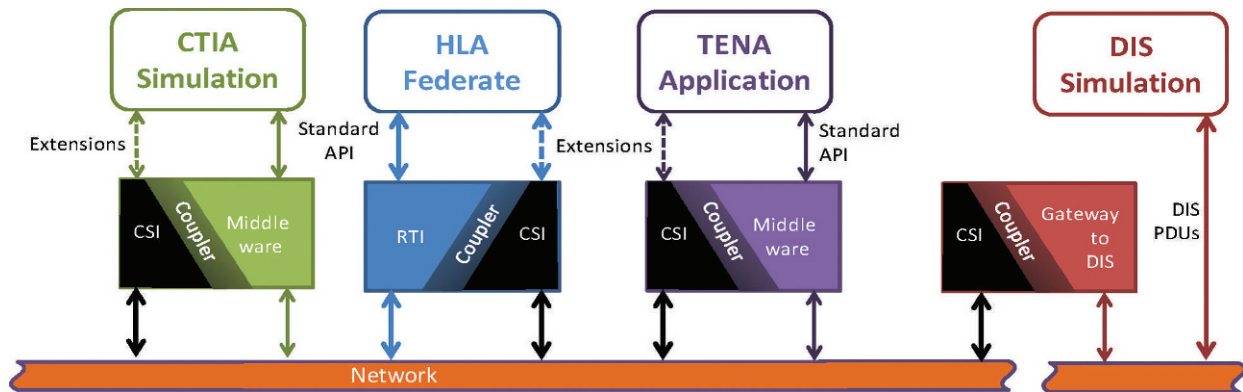 CTIA
Simulation
HLA
Federate
TENA
Application
DIS
Simulation
Extensions
Standard
API
Extensions
Standard
API
CSI
Coupler
Middle
ware
RTI
Coupler
CSI
CSI
Coupler
Middle
ware
CSI
Coupler
Gateway
to
DIS
DIS
PDUs
Network